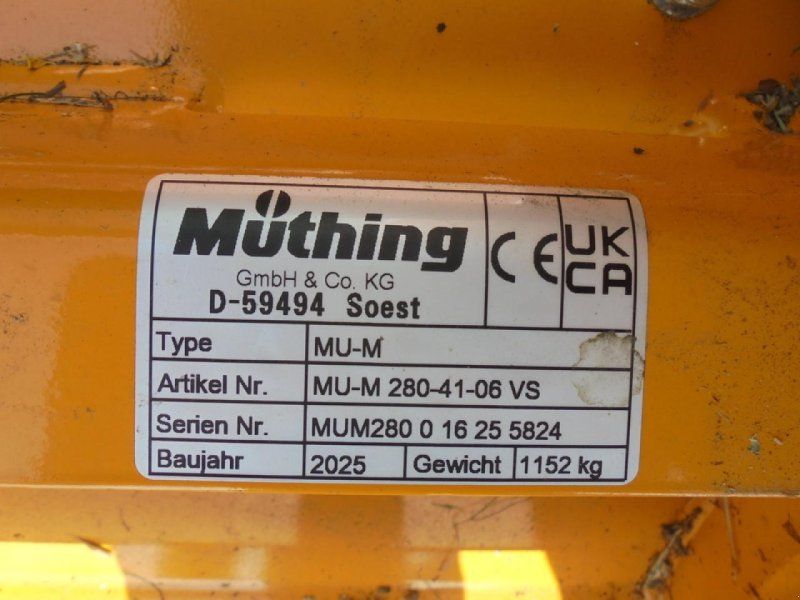 Müthing
GmbH & Co. KG
D-59494 Soest
CE
UK
CA
Type MU-M
Artikel Nr. MU-M 280-41-06 VS
Serien Nr. MUM280 0 16 25 5824
Baujahr 2025 Gewicht 1152 kg